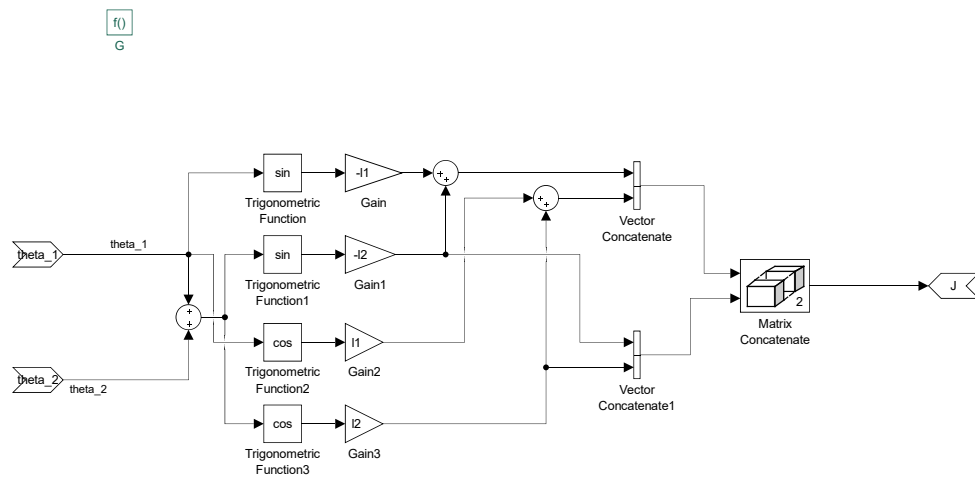 f()
G
sin
-l1
+
+
Trigonometric
Function
Gain
+
+
Vector
Concatenate
theta_1
theta_1
sin
-l2
Trigonometric
Function1
Gain1
+
+
2
J
Matrix
Concatenate
cos
l1
Trigonometric
Function2
Gain2
theta_2
theta_2
Vector
Concatenate1
cos
l2
Trigonometric
Function3
Gain3